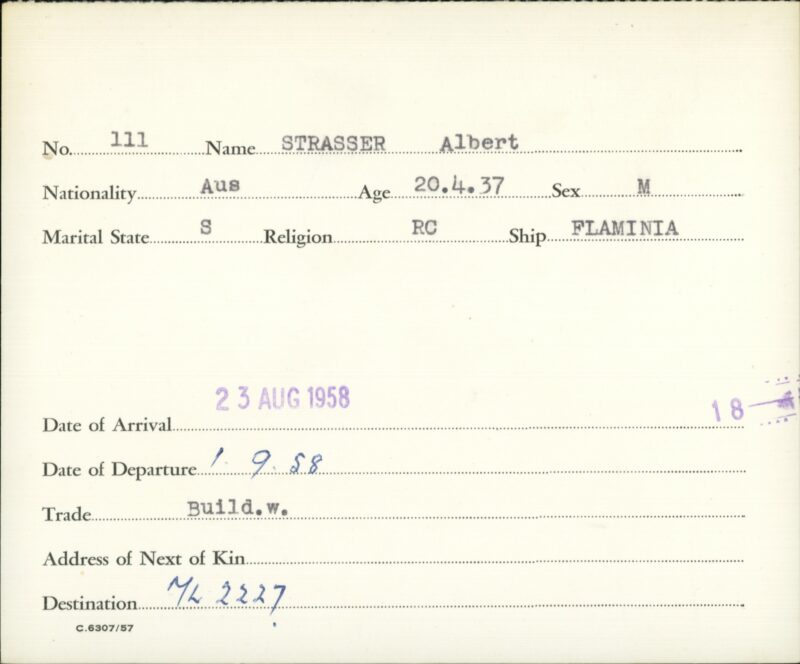 No. 111 Name STRASSER Albert
Nationality Aus Age 20.4.37 Sex M
Marital State S Religion RC Ship FLAMINIA
23 AUG 1958
Date of Arrival 18
Date of Departure 1. 9. 58
Trade Build.w.
Address of Next of Kin
Destination 2227
C.6307/57